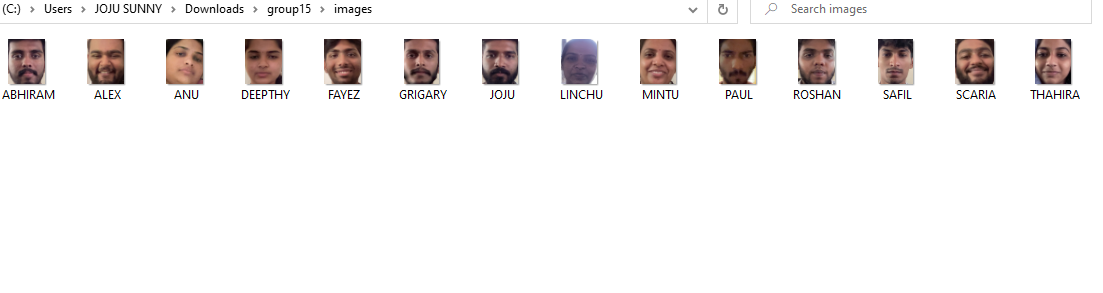 (C:) > Users > JOJU SUNNY > Downloads > group15 > images Search images
ABHIRAM ALEX ANU DEEPTHY FAYEZ GRIGARY JOJU LINCHU MINTU PAUL ROSHAN SAFIL SCARIA THAHIRA